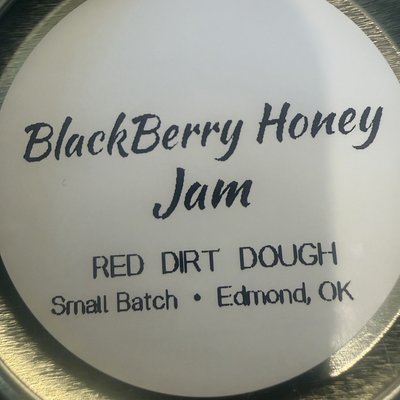 BlackBerry Honey
Jam
RED DIRT DOUGH
Small Batch • Edmond, OK